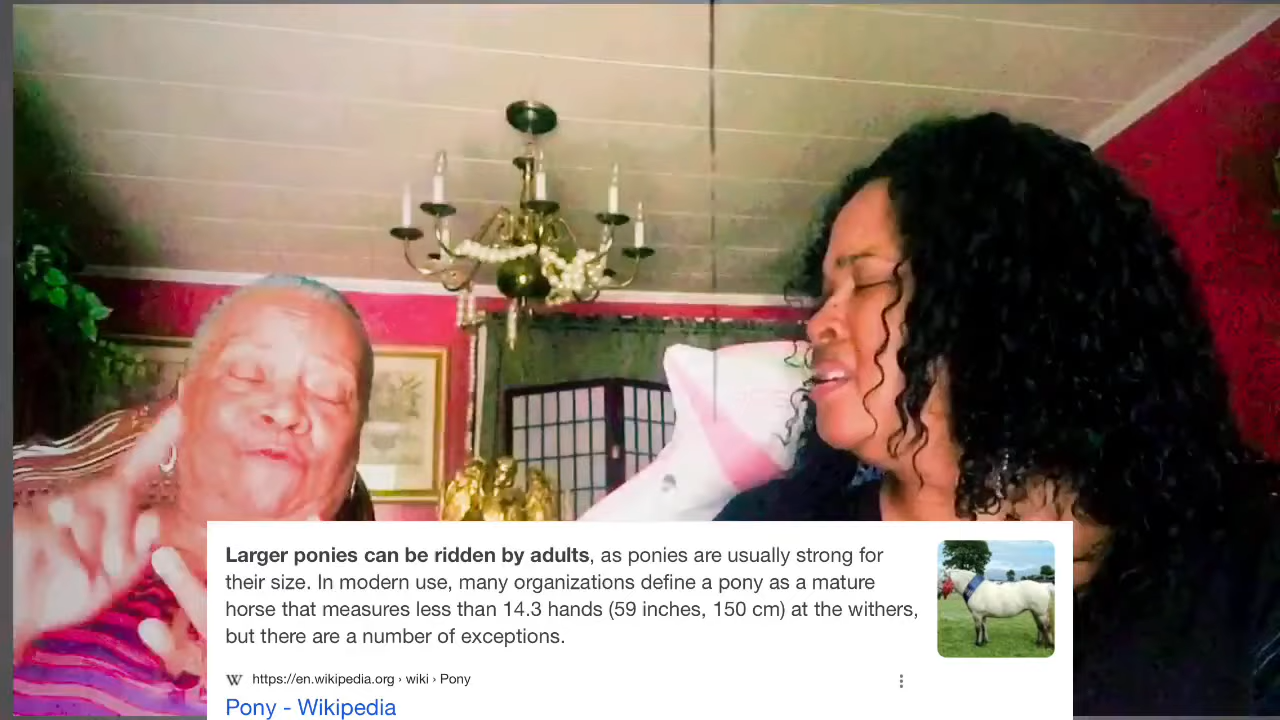 Larger ponies can be ridden by adults, as ponies are usually strong for
their size. In modern use, many organizations define a pony as a mature
horse that measures less than 14.3 hands (59 inches, 150 cm) at the withers,
but there are a number of exceptions.
W https://en.wikipedia.org › wiki › Pony
Pony - Wikipedia